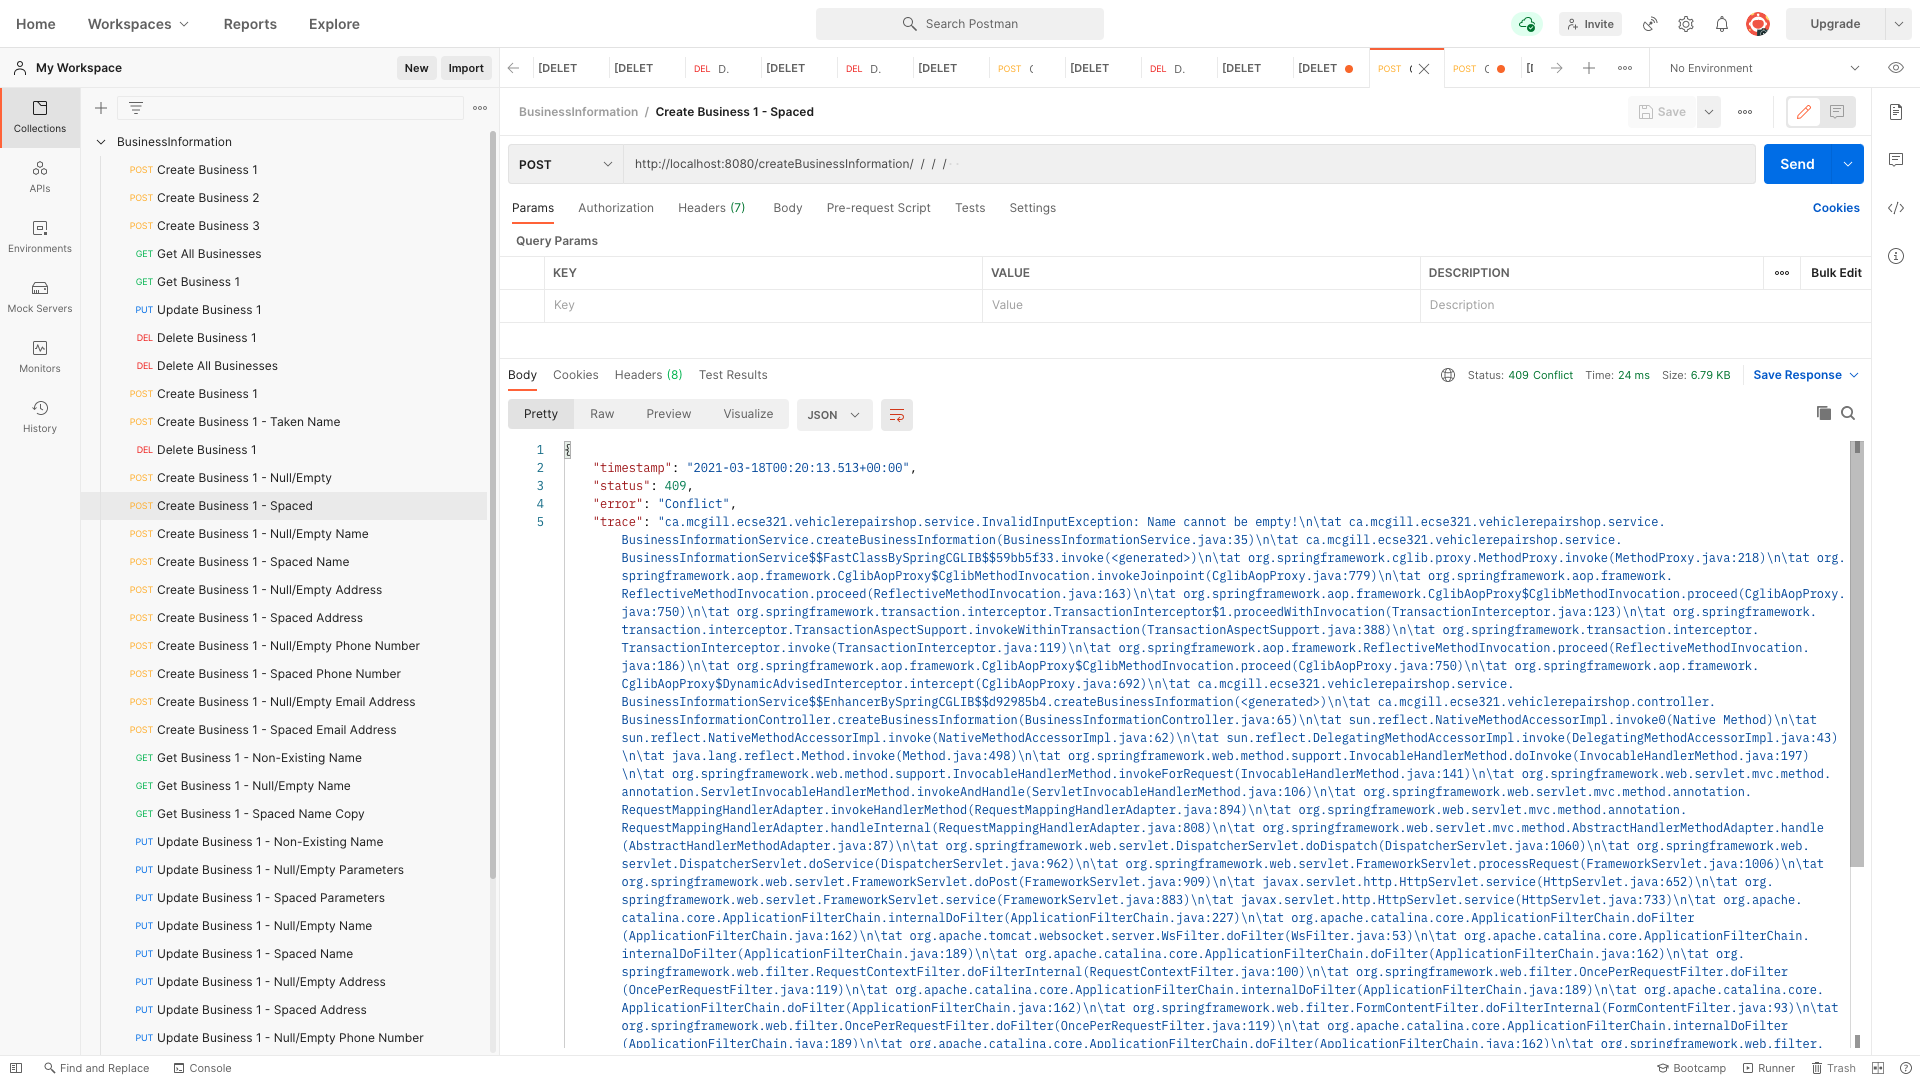 Home
Workspaces
Reports
Explore
Search Postman
Invite
Upgrade
My Workspace
New
Import
[DELET
[DELET
DEL D.
[DELET
DEL D.
[DELET
POST
[DELET
DEL D.
[DELET
[DELET
POST
POST
No Environment
Collections
APIs
Environments
Mock Servers
Monitors
History
BusinessInformation
POST Create Business 1
POST Create Business 2
POST Create Business 3
GET Get All Businesses
GET Get Business 1
PUT Update Business 1
DEL Delete Business 1
DEL Delete All Businesses
POST Create Business 1
POST Create Business 1 - Taken Name
DEL Delete Business 1
POST Create Business 1 - Null/Empty
POST Create Business 1 - Spaced
POST Create Business 1 - Null/Empty Name
POST Create Business 1 - Spaced Name
POST Create Business 1 - Null/Empty Address
POST Create Business 1 - Spaced Address
POST Create Business 1 - Null/Empty Phone Number
POST Create Business 1 - Spaced Phone Number
POST Create Business 1 - Null/Empty Email Address
POST Create Business 1 - Spaced Email Address
GET Get Business 1 - Non-Existing Name
GET Get Business 1 - Null/Empty Name
GET Get Business 1 - Spaced Name Copy
PUT Update Business 1 - Non-Existing Name
PUT Update Business 1 - Null/Empty Parameters
PUT Update Business 1 - Spaced Parameters
PUT Update Business 1 - Null/Empty Name
PUT Update Business 1 - Spaced Name
PUT Update Business 1 - Null/Empty Address
PUT Update Business 1 - Spaced Address
PUT Update Business 1 - Null/Empty Phone Number
BusinessInformation / Create Business 1 - Spaced
Save
POST
http://localhost:8080/createBusinessInformation/ / / /
Send
Params
Authorization
Headers (7)
Body
Pre-request Script
Tests
Settings
Cookies
Query Params
KEY
VALUE
DESCRIPTION
Bulk Edit
Key
Value
Description
Body
Cookies
Headers (8)
Test Results
Status: 409 Conflict
Time: 24 ms
Size: 6.79 KB
Save Response
Pretty
Raw
Preview
Visualize
JSON
1 {
2 "timestamp": "2021-03-18T00:20:13.513+00:00",
3 "status": 409,
4 "error": "Conflict",
5 "trace": "ca.mcgill.ecse321.vehiclerepairshop.service.InvalidInputException: Name cannot be empty!\n\tat ca.mcgill.ecse321.vehiclerepairshop.service.
BusinessInformationService.createBusinessInformation(BusinessInformationService.java:35)\n\tat ca.mcgill.ecse321.vehiclerepairshop.service.
BusinessInformationService$$FastClassBySpringCGLIB$$59bb5f33.invoke(<generated>)\n\tat org.springframework.cglib.proxy.MethodProxy.invoke(MethodProxy.java:218)\n\tat org.
springframework.aop.framework.CglibAopProxy$CglibMethodInvocation.invokeJoinpoint(CglibAopProxy.java:779)\n\tat org.springframework.aop.framework.
ReflectiveMethodInvocation.proceed(ReflectiveMethodInvocation.java:163)\n\tat org.springframework.aop.framework.CglibAopProxy$CglibMethodInvocation.proceed(CglibAopProxy.
java:750)\n\tat org.springframework.transaction.interceptor.TransactionInterceptor$1.proceedWithInvocation(TransactionInterceptor.java:123)\n\tat org.springframework.
transaction.interceptor.TransactionAspectSupport.invokeWithinTransaction(TransactionAspectSupport.java:388)\n\tat org.springframework.transaction.interceptor.
TransactionInterceptor.invoke(TransactionInterceptor.java:119)\n\tat org.springframework.aop.framework.ReflectiveMethodInvocation.proceed(ReflectiveMethodInvocation.
java:186)\n\tat org.springframework.aop.framework.CglibAopProxy$CglibMethodInvocation.proceed(CglibAopProxy.java:750)\n\tat org.springframework.aop.framework.
CglibAopProxy$DynamicAdvisedInterceptor.intercept(CglibAopProxy.java:692)\n\tat ca.mcgill.ecse321.vehiclerepairshop.service.
BusinessInformationService$$EnhancerBySpringCGLIB$$d92985b4.createBusinessInformation(<generated>)\n\tat ca.mcgill.ecse321.vehiclerepairshop.controller.
BusinessInformationController.createBusinessInformation(BusinessInformationController.java:65)\n\tat sun.reflect.NativeMethodAccessorImpl.invoke0(Native Method)\n\tat
sun.reflect.NativeMethodAccessorImpl.invoke(NativeMethodAccessorImpl.java:62)\n\tat sun.reflect.DelegatingMethodAccessorImpl.invoke(DelegatingMethodAccessorImpl.java:43)
\n\tat java.lang.reflect.Method.invoke(Method.java:498)\n\tat org.springframework.web.method.support.InvocableHandlerMethod.doInvoke(InvocableHandlerMethod.java:197)
\n\tat org.springframework.web.method.support.InvocableHandlerMethod.invokeForRequest(InvocableHandlerMethod.java:141)\n\tat org.springframework.web.servlet.mvc.method.
annotation.ServletInvocableHandlerMethod.invokeAndHandle(ServletInvocableHandlerMethod.java:106)\n\tat org.springframework.web.servlet.mvc.method.annotation.
RequestMappingHandlerAdapter.invokeHandlerMethod(RequestMappingHandlerAdapter.java:894)\n\tat org.springframework.web.servlet.mvc.method.annotation.
RequestMappingHandlerAdapter.handleInternal(RequestMappingHandlerAdapter.java:808)\n\tat org.springframework.web.servlet.mvc.method.AbstractHandlerMethodAdapter.handle
(AbstractHandlerMethodAdapter.java:87)\n\tat org.springframework.web.servlet.DispatcherServlet.doDispatch(DispatcherServlet.java:1060)\n\tat org.springframework.web.
servlet.DispatcherServlet.doService(DispatcherServlet.java:962)\n\tat org.springframework.web.servlet.FrameworkServlet.processRequest(FrameworkServlet.java:1006)\n\tat
org.springframework.web.servlet.FrameworkServlet.doPost(FrameworkServlet.java:909)\n\tat javax.servlet.http.HttpServlet.service(HttpServlet.java:652)\n\tat org.
springframework.web.servlet.FrameworkServlet.service(FrameworkServlet.java:883)\n\tat javax.servlet.http.HttpServlet.service(HttpServlet.java:733)\n\tat org.apache.
catalina.core.ApplicationFilterChain.internalDoFilter(ApplicationFilterChain.java:227)\n\tat org.apache.catalina.core.ApplicationFilterChain.doFilter
(ApplicationFilterChain.java:162)\n\tat org.apache.tomcat.websocket.server.WsFilter.doFilter(WsFilter.java:53)\n\tat org.apache.catalina.core.ApplicationFilterChain.
internalDoFilter(ApplicationFilterChain.java:189)\n\tat org.apache.catalina.core.ApplicationFilterChain.doFilter(ApplicationFilterChain.java:162)\n\tat org.
springframework.web.filter.RequestContextFilter.doFilterInternal(RequestContextFilter.java:100)\n\tat org.springframework.web.filter.OncePerRequestFilter.doFilter
(OncePerRequestFilter.java:119)\n\tat org.apache.catalina.core.ApplicationFilterChain.internalDoFilter(ApplicationFilterChain.java:189)\n\tat org.apache.catalina.core.
ApplicationFilterChain.doFilter(ApplicationFilterChain.java:162)\n\tat org.springframework.web.filter.FormContentFilter.doFilterInternal(FormContentFilter.java:93)\n\tat
org.springframework.web.filter.OncePerRequestFilter.doFilter(OncePerRequestFilter.java:119)\n\tat org.apache.catalina.core.ApplicationFilterChain.internalDoFilter
(ApplicationFilterChain.java:189)\n\tat org.apache.catalina.core.ApplicationFilterChain.doFilter(ApplicationFilterChain.java:162)\n\tat org.springframework.web.filter.
Find and Replace
Console
Bootcamp
Runner
Trash